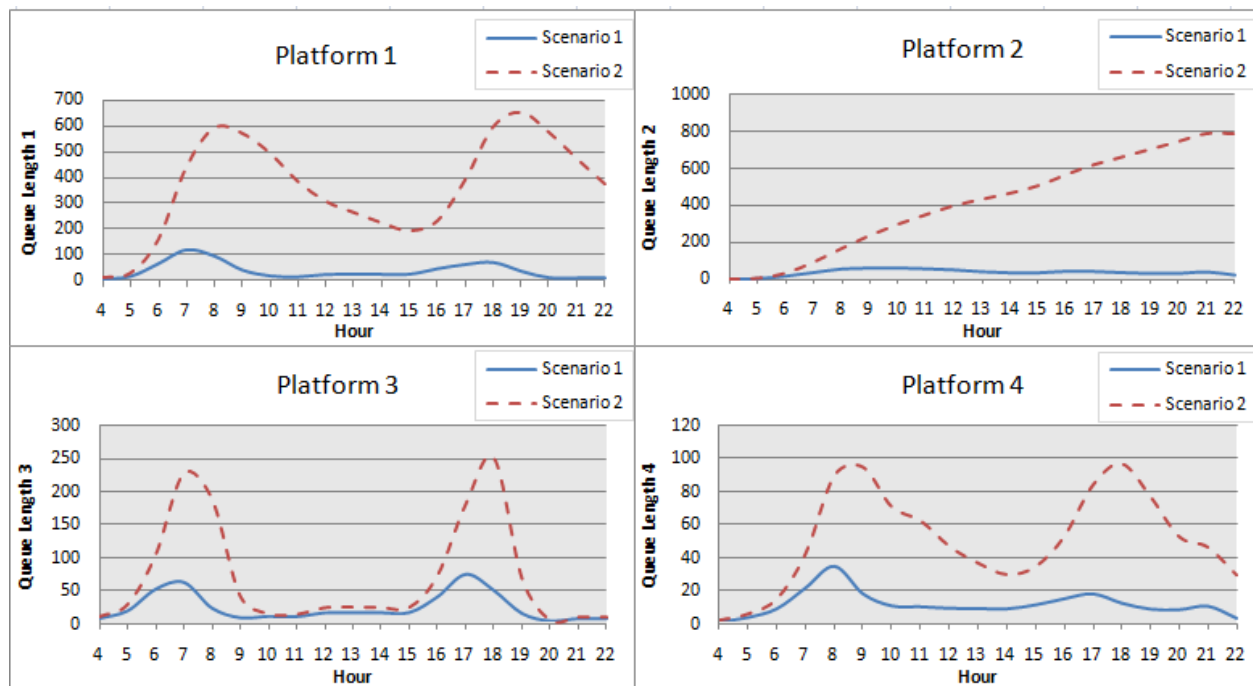 Platform 1
Scenario 1
Scenario 2
Queue Length 1
700
600
500
400
300
200
100
0
4 5 6 7 8 9 10 11 12 13 14 15 16 17 18 19 20 21 22
Hour
Platform 2
Scenario 1
Scenario 2
Queue Length 2
1000
800
600
400
200
0
4 5 6 7 8 9 10 11 12 13 14 15 16 17 18 19 20 21 22
Hour
Platform 3
Scenario 1
Scenario 2
Queue Length 3
300
250
200
150
100
50
0
4 5 6 7 8 9 10 11 12 13 14 15 16 17 18 19 20 21 22
Hour
Platform 4
Scenario 1
Scenario 2
Queue Length 4
120
100
80
60
40
20
0
4 5 6 7 8 9 10 11 12 13 14 15 16 17 18 19 20 21 22
Hour